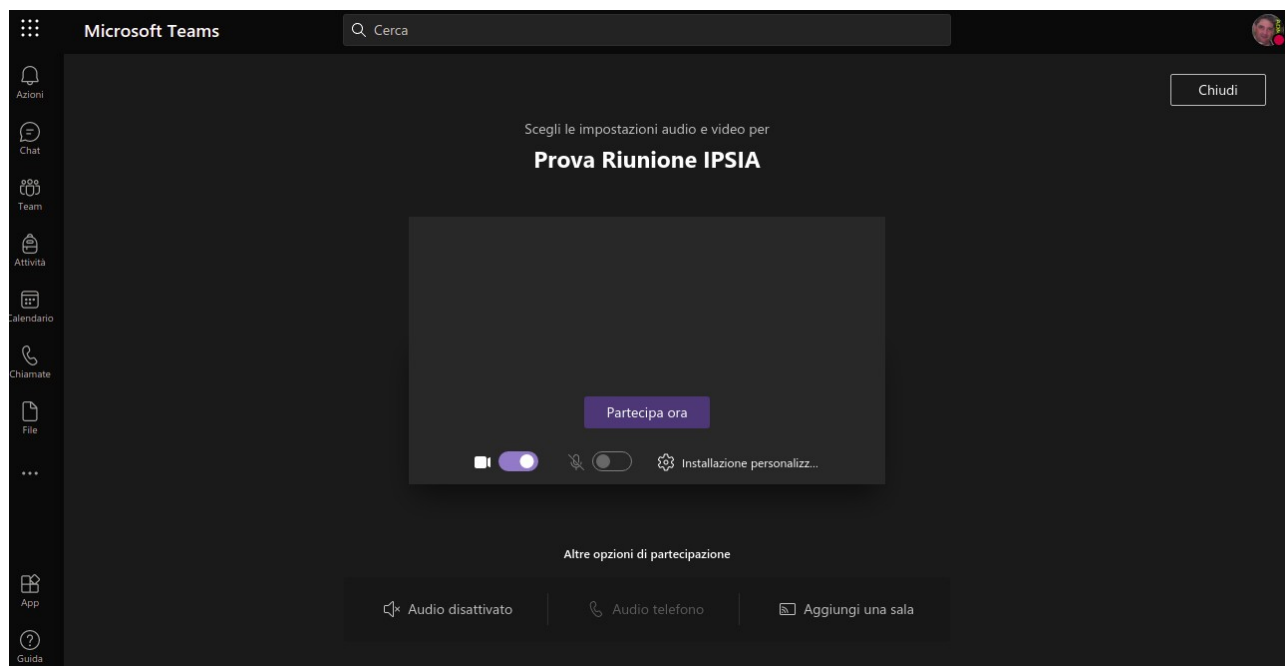 Microsoft Teams
Cerca
Azioni
Chat
Team
Attività
Calendario
Chiamate
File
App
Guida
Chiudi
Scegli le impostazioni audio e video per
Prova Riunione IPSIA
Partecipa ora
Installazione personalizz...
Altre opzioni di partecipazione
Audio disattivato
Audio telefono
Aggiungi una sala